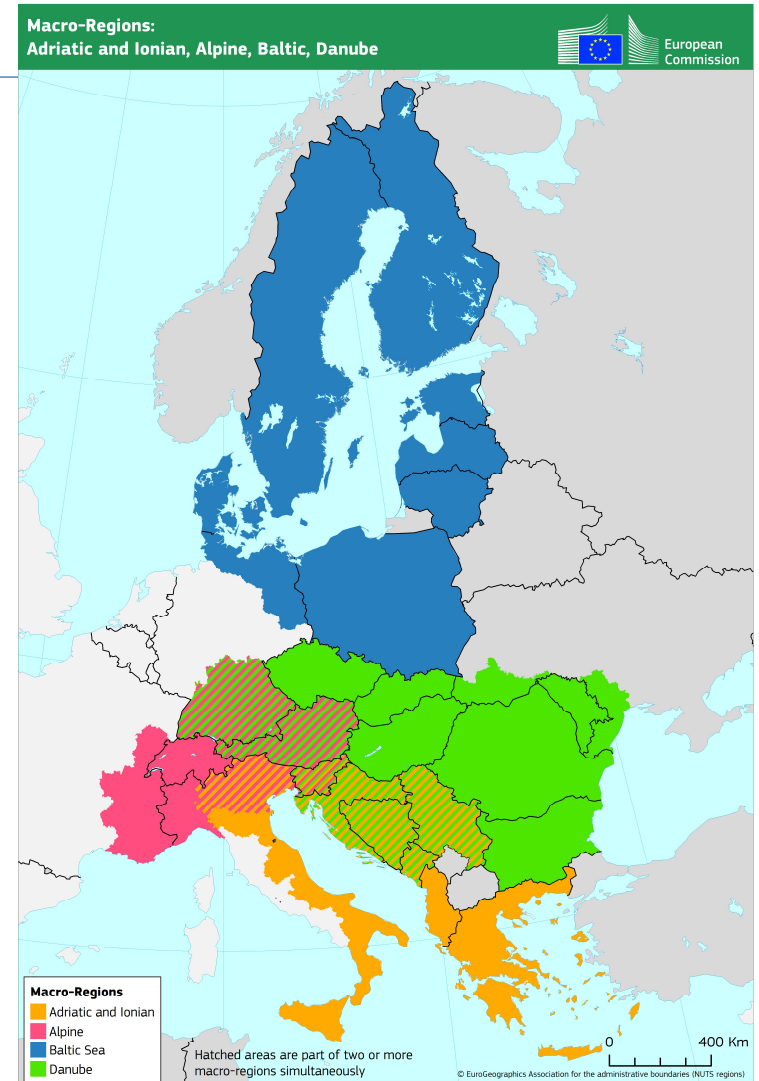 Macro-Regions:
Adriatic and Ionian, Alpine, Baltic, Danube
European
Commission
Macro-Regions
Adriatic and Ionian
Alpine
Baltic Sea
Danube
Hatched areas are part of two or more
macro-regions simultaneously
0 400 Km
© EuroGeographics Association for the administrative boundaries (NUTS regions)